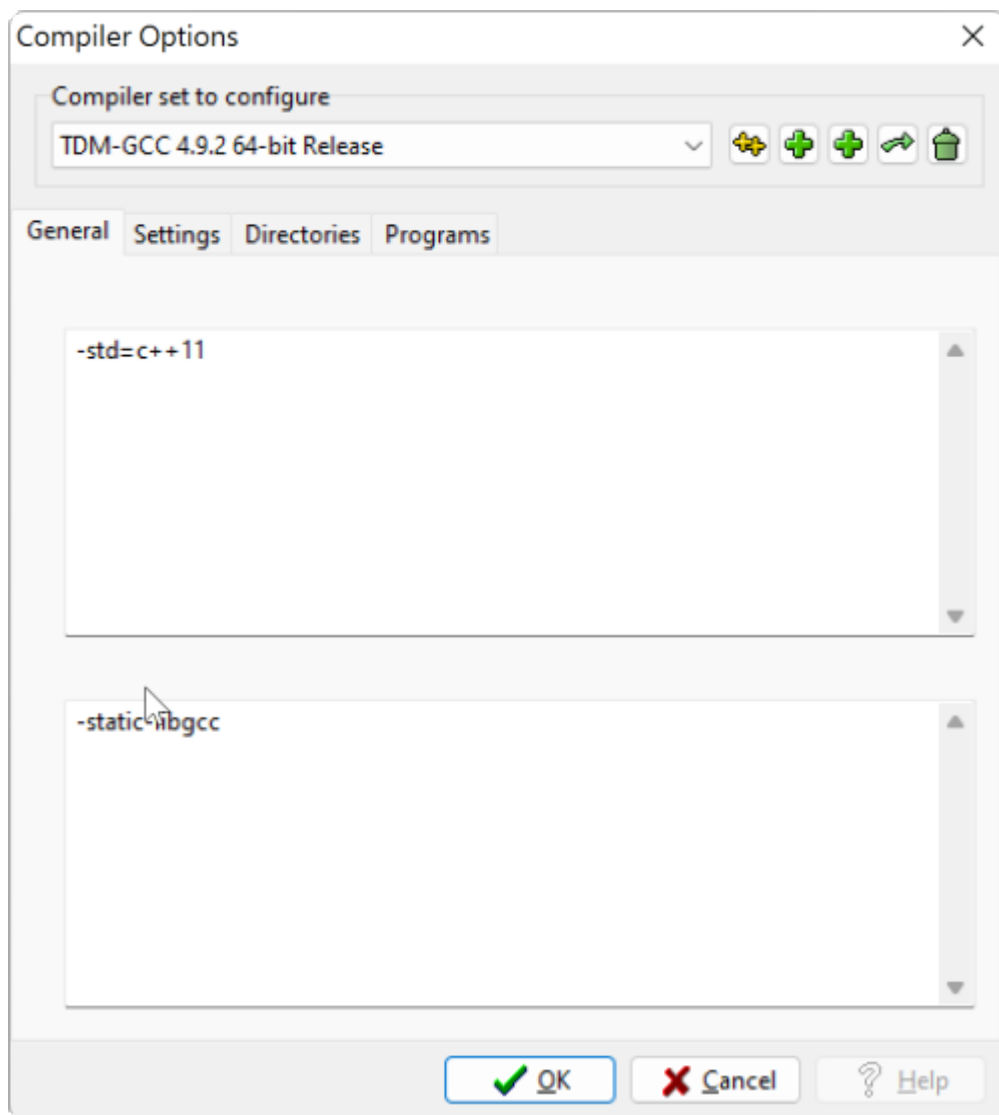 Compiler Options
Compiler set to configure
TDM-GCC 4.9.2 64-bit Release
General Settings Directories Programs
-std=c++11
-static-libgcc
OK Cancel Help